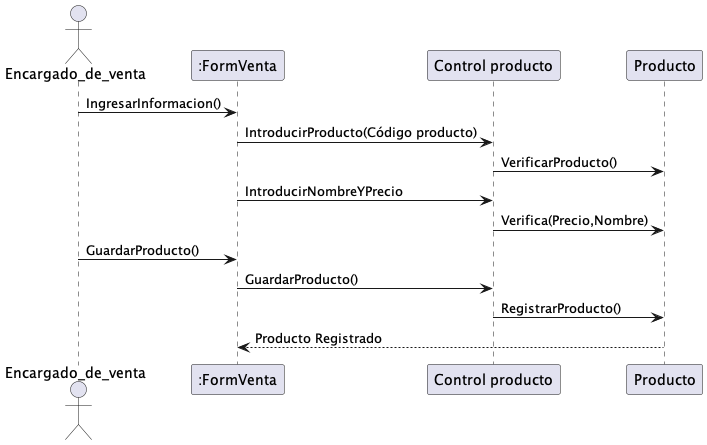 Encargado_de_venta
:FormVenta
Control producto
Producto
IngresarInformacion()
IntroducirProducto(Código producto)
VerificarProducto()
IntroducirNombreYPrecio
Verifica(Precio,Nombre)
GuardarProducto()
GuardarProducto()
RegistrarProducto()
Producto Registrado
Encargado_de_venta
:FormVenta
Control producto
Producto